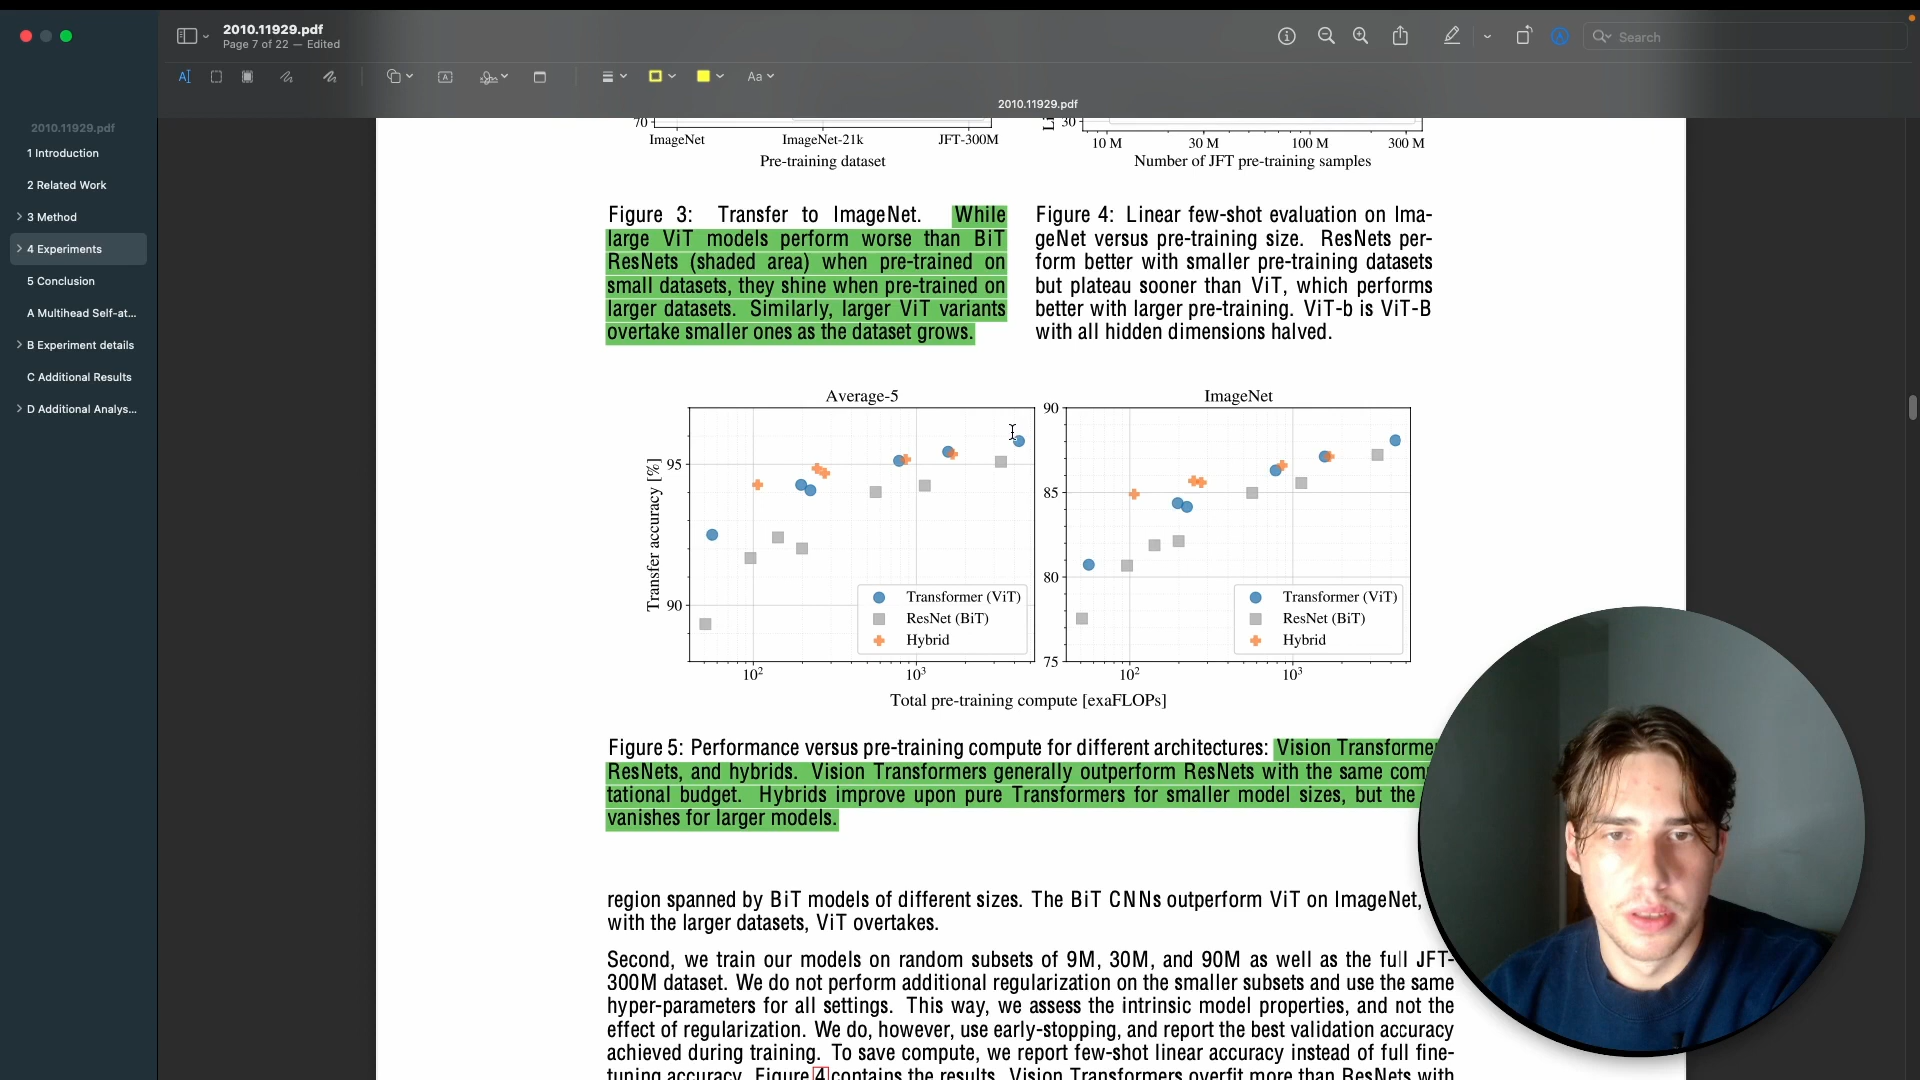 2010.11929.pdf
Page 7 of 22 — Edited
Search
Aa
2010.11929.pdf
2010.11929.pdf
1 Introduction
2 Related Work
3 Method
4 Experiments
5 Conclusion
A Multihead Self-at...
B Experiment details
C Additional Results
D Additional Analys...
70
ImageNet
ImageNet-21k
JFT-300M
Pre-training dataset
30
10 M
30 M
100 M
300 M
Number of JFT pre-training samples
Figure 3: Transfer to ImageNet. While
large ViT models perform worse than BiT
ResNets (shaded area) when pre-trained on
small datasets, they shine when pre-trained on
larger datasets. Similarly, larger ViT variants
overtake smaller ones as the dataset grows.
Figure 4: Linear few-shot evaluation on Ima-
geNet versus pre-training size. ResNets per-
form better with smaller pre-training datasets
but plateau sooner than ViT, which performs
better with larger pre-training. ViT-b is ViT-B
with all hidden dimensions halved.
Average-5
Transfer accuracy [%]
95
90
Transformer (ViT)
ResNet (BiT)
Hybrid
10²
10³
ImageNet
90
85
80
75
Transformer (ViT)
ResNet (BiT)
Hybrid
10²
10³
Total pre-training compute [exaFLOPs]
Figure 5: Performance versus pre-training compute for different architectures: Vision Transforme
ResNets, and hybrids. Vision Transformers generally outperform ResNets with the same com
tational budget. Hybrids improve upon pure Transformers for smaller model sizes, but the
vanishes for larger models.
region spanned by BiT models of different sizes. The BiT CNNs outperform ViT on ImageNet,
with the larger datasets, ViT overtakes.
Second, we train our models on random subsets of 9M, 30M, and 90M as well as the full JFT-
300M dataset. We do not perform additional regularization on the smaller subsets and use the same
hyper-parameters for all settings. This way, we assess the intrinsic model properties, and not the
effect of regularization. We do, however, use early-stopping, and report the best validation accuracy
achieved during training. To save compute, we report few-shot linear accuracy instead of full fine-
tuning accuracy. Figure 4 contains the results. Vision Transformers overfit more than ResNets with